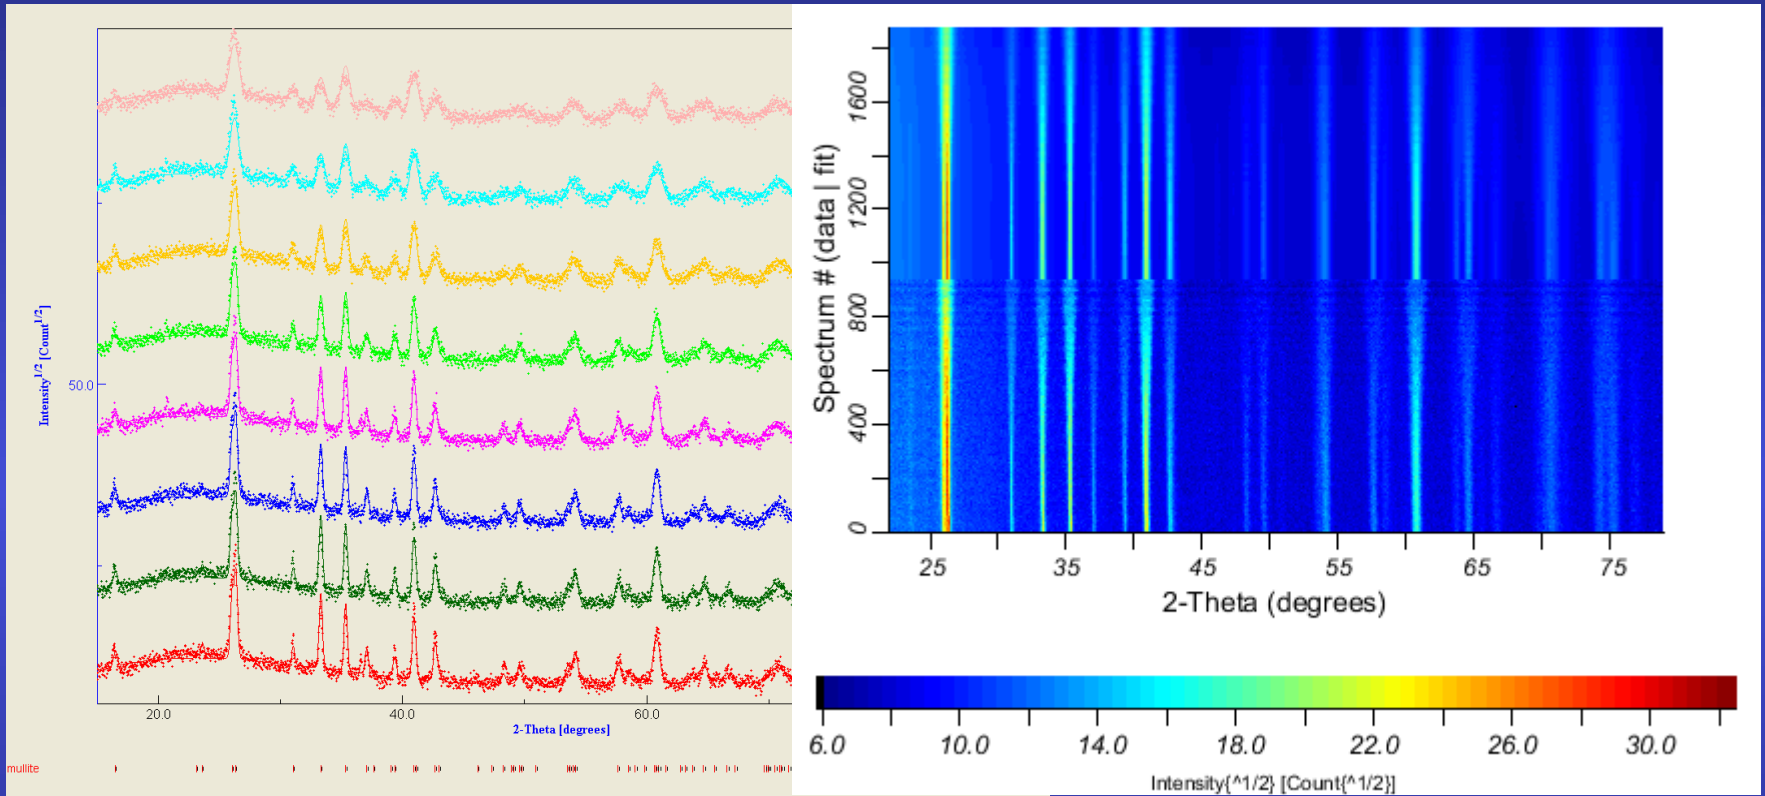 Intensity^1/2 [Count^1/2]
50.0
20.0 40.0 60.0
2-Theta [degrees]
mullite
Spectrum # (data | fit)
1600
1200
800
400
0
25 35 45 55 65 75
2-Theta (degrees)
6.0 10.0 14.0 18.0 22.0 26.0 30.0
Intensity{^1/2} [Count{^1/2}]